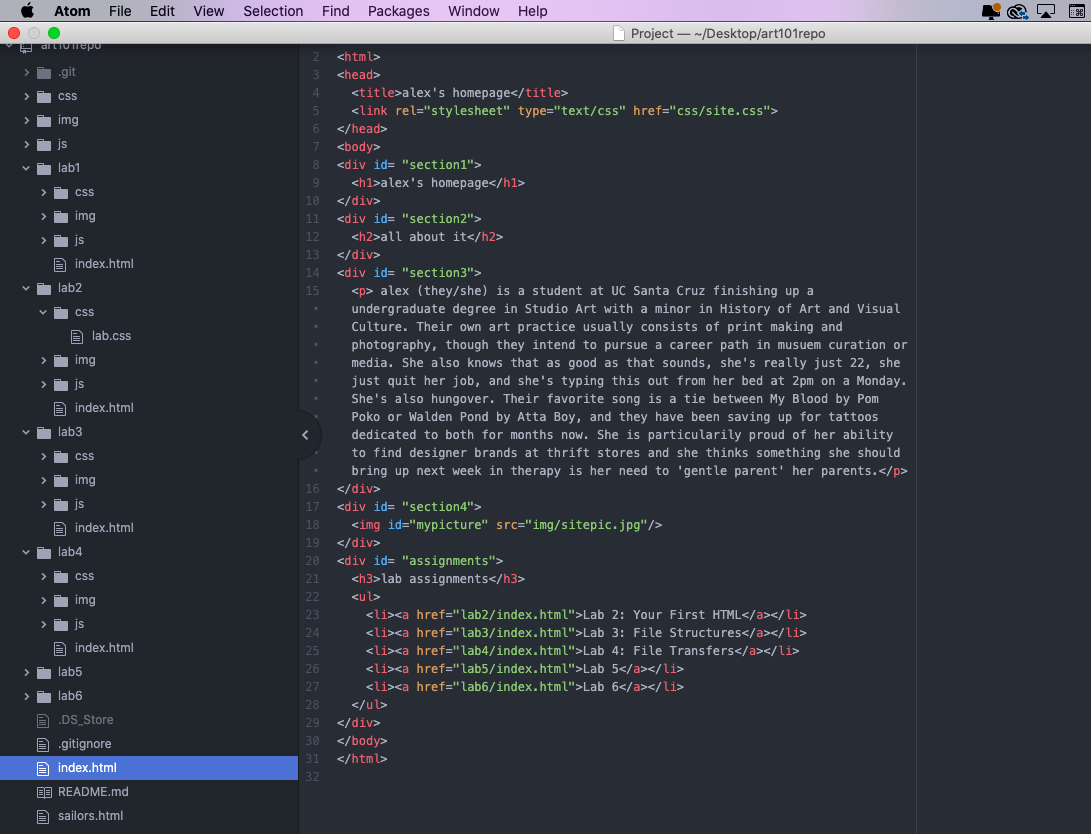 Atom File Edit View Selection Find Packages Window Help
Project — ~/Desktop/art101repo
art101repo
.git
css
img
js
lab1
css
img
js
index.html
lab2
css
lab.css
img
js
index.html
lab3
css
img
js
index.html
lab4
css
img
js
index.html
lab5
lab6
.DS_Store
.gitignore
index.html
README.md
sailors.html
2 <html>
3 <head>
4 <title>alex's homepage</title>
5 <link rel="stylesheet" type="text/css" href="css/site.css">
6 </head>
7 <body>
8 <div id= "section1">
9 <h1>alex's homepage</h1>
10 </div>
11 <div id= "section2">
12 <h2>all about it</h2>
13 </div>
14 <div id= "section3">
15 <p> alex (they/she) is a student at UC Santa Cruz finishing up a
• undergraduate degree in Studio Art with a minor in History of Art and Visual
• Culture. Their own art practice usually consists of print making and
• photography, though they intend to pursue a career path in musuem curation or
• media. She also knows that as good as that sounds, she's really just 22, she
• just quit her job, and she's typing this out from her bed at 2pm on a Monday.
• She's also hungover. Their favorite song is a tie between My Blood by Pom
• Poko or Walden Pond by Atta Boy, and they have been saving up for tattoos
dedicated to both for months now. She is particularily proud of her ability
• to find designer brands at thrift stores and she thinks something she should
• bring up next week in therapy is her need to 'gentle parent' her parents.</p>
16 </div>
17 <div id= "section4">
18 <img id="mypicture" src="img/sitepic.jpg"/>
19 </div>
20 <div id= "assignments">
21 <h3>lab assignments</h3>
22 <ul>
23 <li><a href="lab2/index.html">Lab 2: Your First HTML</a></li>
24 <li><a href="lab3/index.html">Lab 3: File Structures</a></li>
25 <li><a href="lab4/index.html">Lab 4: File Transfers</a></li>
26 <li><a href="lab5/index.html">Lab 5</a></li>
27 <li><a href="lab6/index.html">Lab 6</a></li>
28 </ul>
29 </div>
30 </body>
31 </html>
32